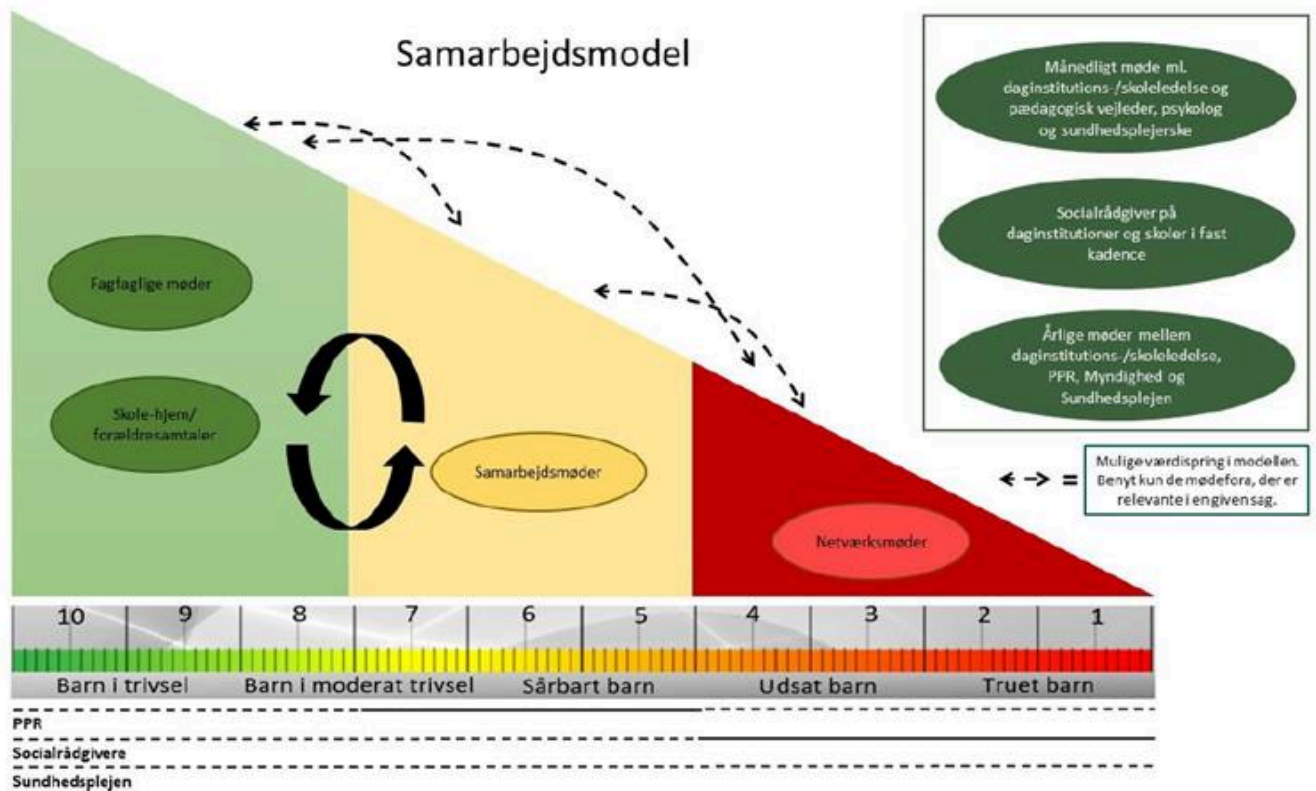 Samarbejdsmodel
Månedligt møde ml.
daginstitutions-/skoleledelse og
pædagogisk vejleder, psykolog
og sundhedsplejerske
Socialrådgiver på
daginstitutioner og skoler i fast
kadence
Årlige møder mellem
daginstitutions-/skoleledelse,
PPR, Myndighed og
Sundhedsplejen
Fagfaglige møder
Skole-hjem/
forældresamtaler
Samarbejdsmøder
Netværksmøder
=
Mulige værdispring i modellen.
Benyt kun de mødefora, der er
relevante i en given sag.
10 9 8 7 6 5 4 3 2 1
Barn i trivsel Barn i moderat trivsel Sårbart barn Udsat barn Truet barn
PPR
Socialrådgivere
Sundhedsplejen